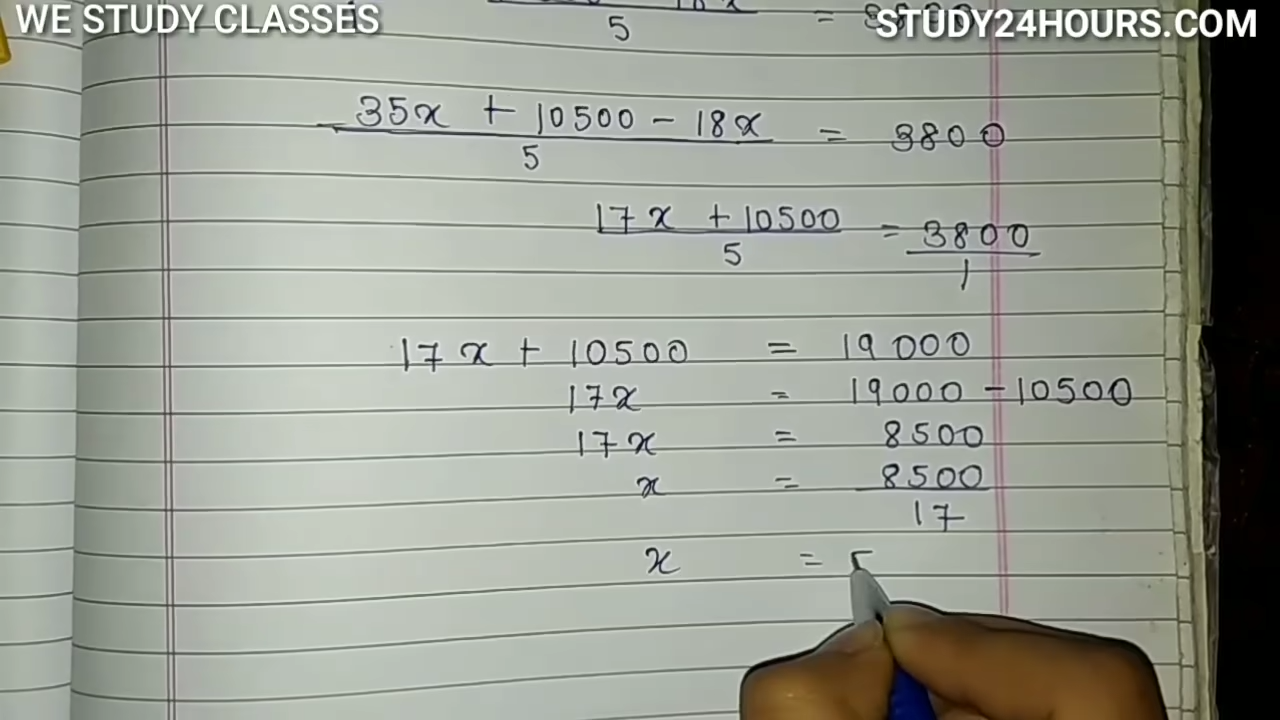 WE STUDY CLASSES STUDY24HOURS.COM
5
35x + 10500 - 18x = 3800
5
17x + 10500 = 3800
5 1
17x + 10500 = 19000
17x = 19000 - 10500
17x = 8500
x = 8500
17
x = 5